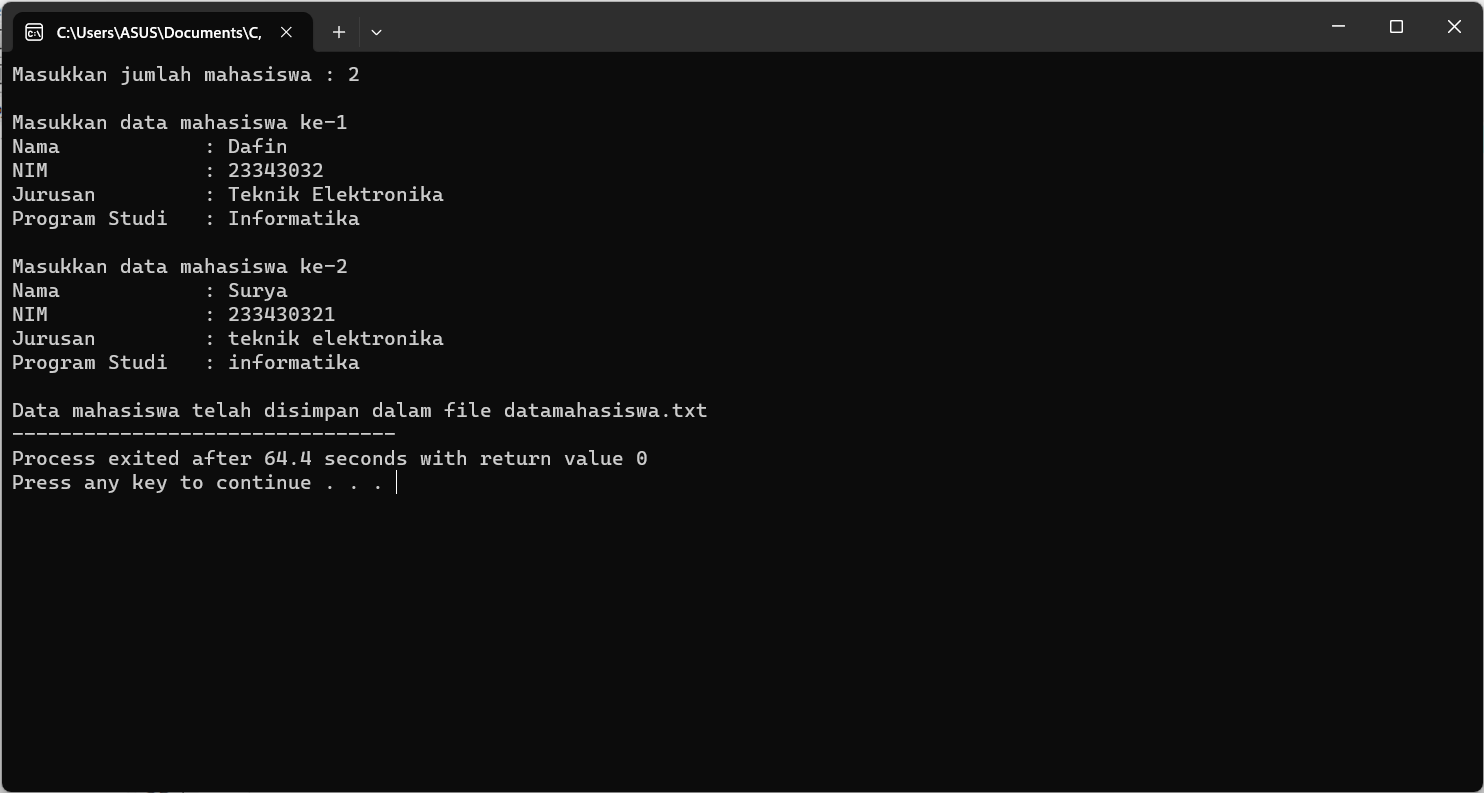 C:\Users\ASUS\Documents\C,
Masukkan jumlah mahasiswa : 2
Masukkan data mahasiswa ke-1
Nama            : Dafin
NIM             : 23343032
Jurusan         : Teknik Elektronika
Program Studi   : Informatika
Masukkan data mahasiswa ke-2
Nama            : Surya
NIM             : 233430321
Jurusan         : teknik elektronika
Program Studi   : informatika
Data mahasiswa telah disimpan dalam file datamahasiswa.txt
--------------------------------
Process exited after 64.4 seconds with return value 0
Press any key to continue . . .